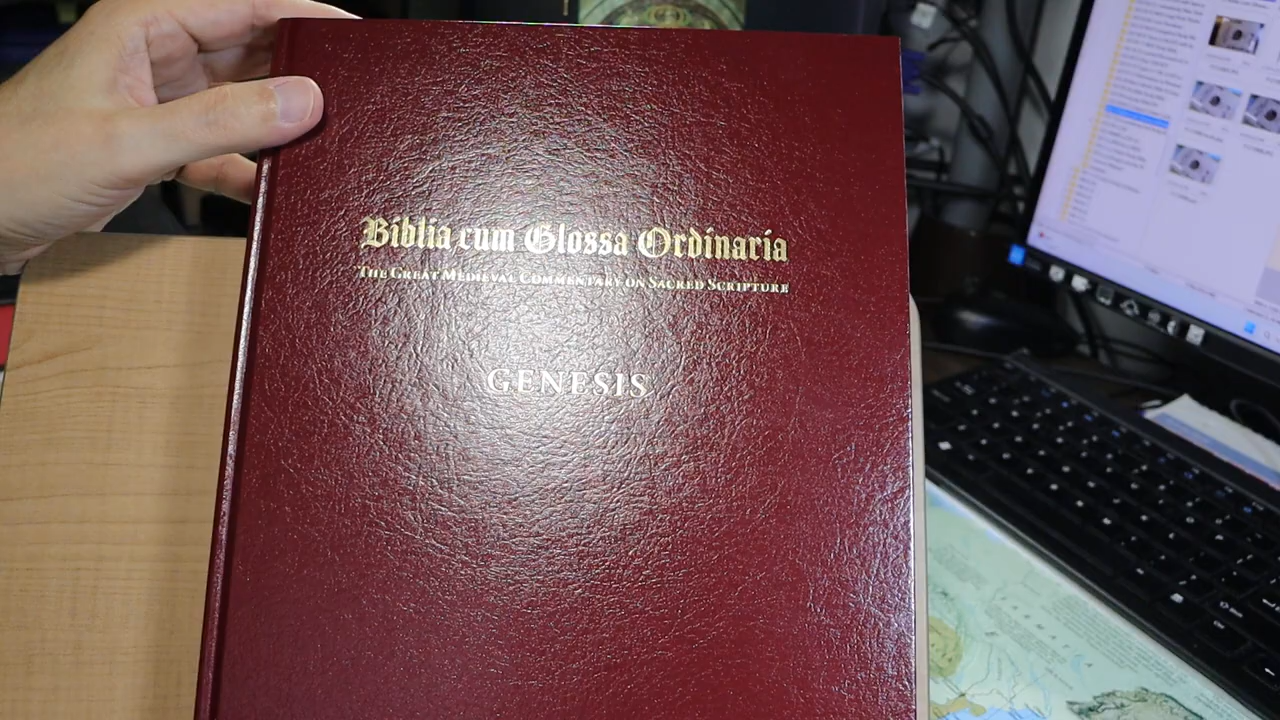 Biblia cum Glossa Ordinaria
The Great Medieval Commentary on Sacred Scripture
GENESIS